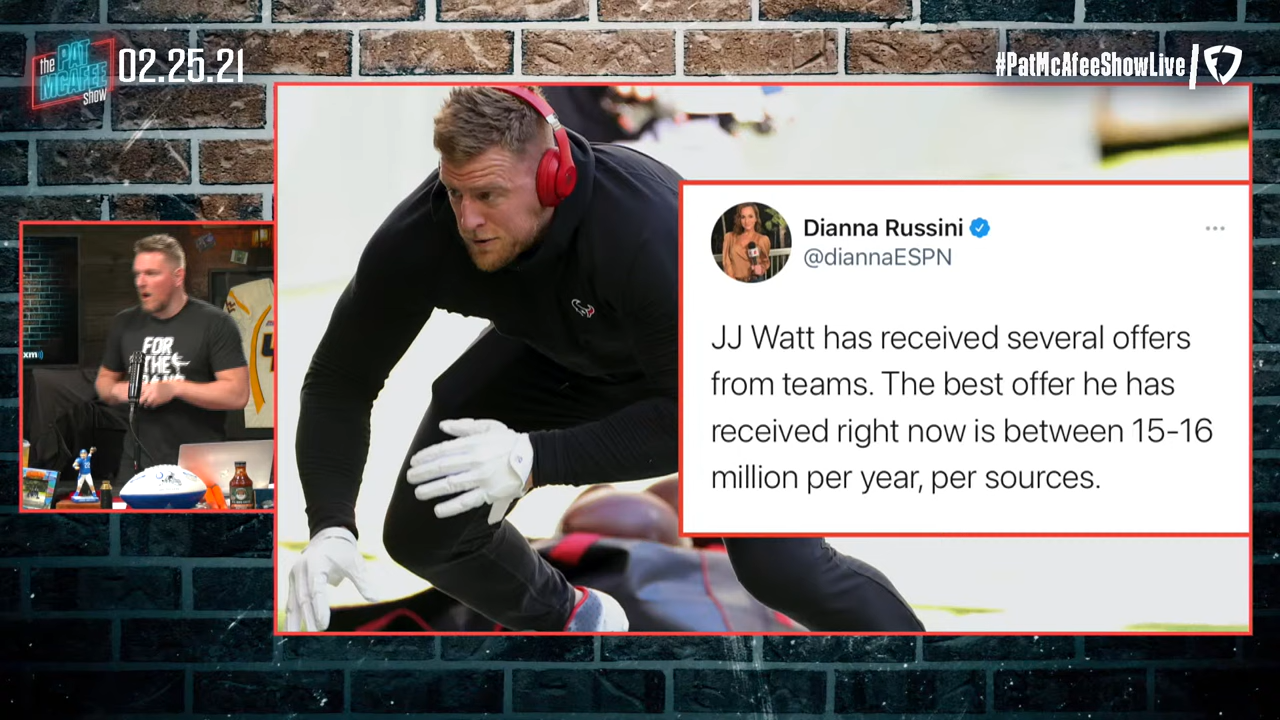 the
PAT
MCAFEE
show
02.25.21
#PatMcAfeeShowLive
Dianna Russini
@diannaESPN
JJ Watt has received several offers
from teams. The best offer he has
received right now is between 15-16
million per year, per sources.
xm
FOR
THE